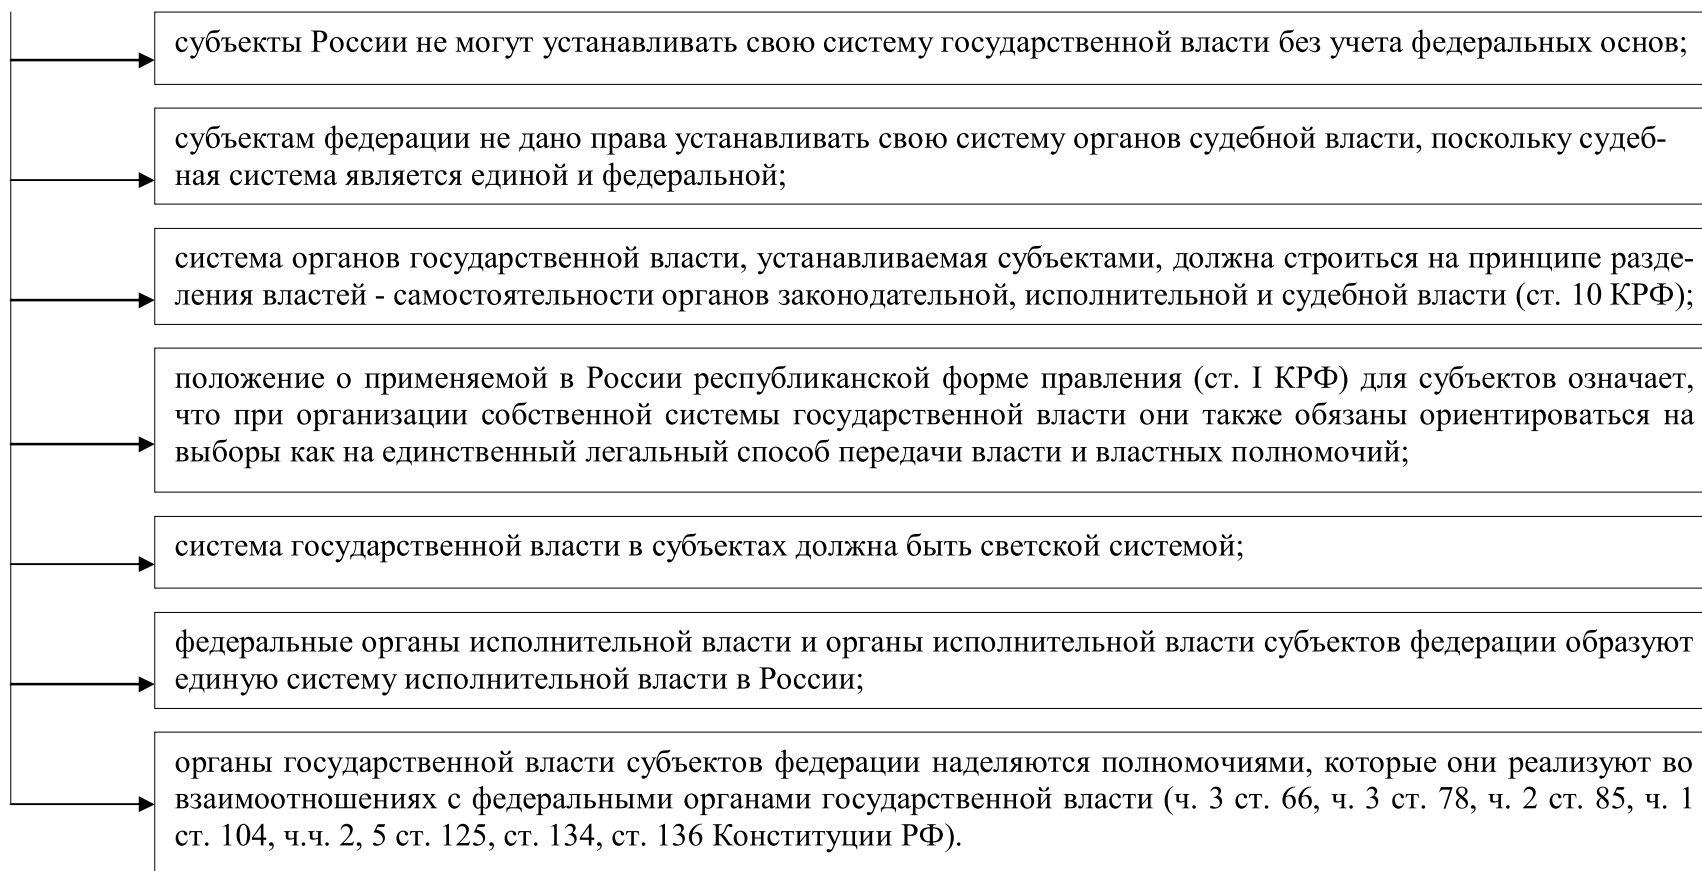 субъекты России не могут устанавливать свою систему государственной власти без учета федеральных основ;
субъектам федерации не дано права устанавливать свою систему органов судебной власти, поскольку судеб-
ная система является единой и федеральной;
система органов государственной власти, устанавливаемая субъектами, должна строиться на принципе разде-
ления властей - самостоятельности органов законодательной, исполнительной и судебной власти (ст. 10 КРФ);
положение о применяемой в России республиканской форме правления (ст. I КРФ) для субъектов означает,
что при организации собственной системы государственной власти они также обязаны ориентироваться на
выборы как на единственный легальный способ передачи власти и властных полномочий;
система государственной власти в субъектах должна быть светской системой;
федеральные органы исполнительной власти и органы исполнительной власти субъектов федерации образуют
единую систему исполнительной власти в России;
органы государственной власти субъектов федерации наделяются полномочиями, которые они реализуют во
взаимоотношениях с федеральными органами государственной власти (ч. 3 ст. 66, ч. 3 ст. 78, ч. 2 ст. 85, ч. 1
ст. 104, ч.ч. 2, 5 ст. 125, ст. 134, ст. 136 Конституции РФ).